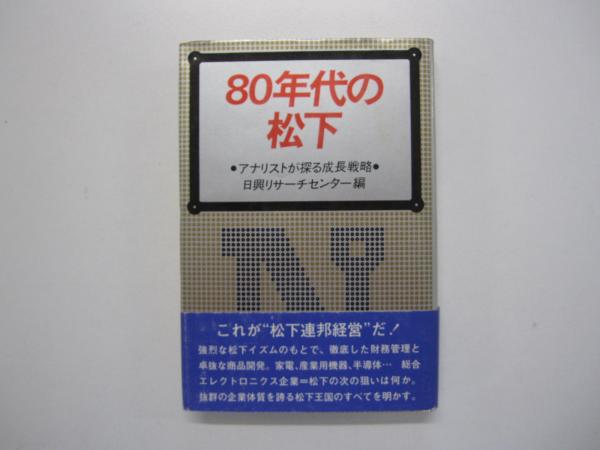 80年代の
松下
●アナリストが探る成長戦略●
日興リサーチセンター編
これが“松下連邦経営”だ!
強烈な松下イズムのもとで、徹底した財務管理と
卓抜な商品開発。家電、産業用機器、半導体… 総合
エレクトロニクス企業=松下の次の狙いは何か。
抜群の企業体質を誇る松下王国のすべてを明かす。